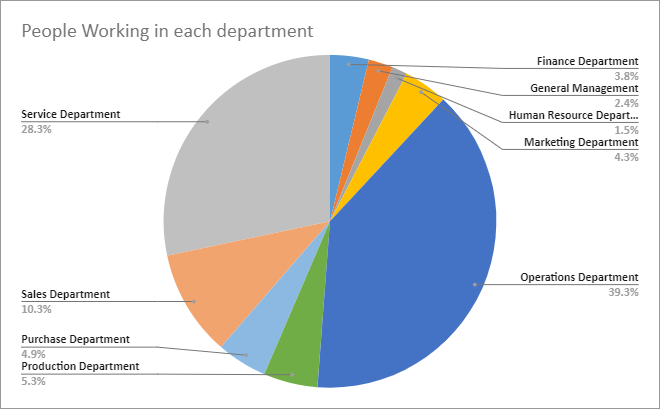 People Working in each department
Finance Department
3.8%
General Management
2.4%
Human Resource Depart...
1.5%
Marketing Department
4.3%
Service Department
28.3%
Operations Department
39.3%
Sales Department
10.3%
Purchase Department
4.9%
Production Department
5.3%